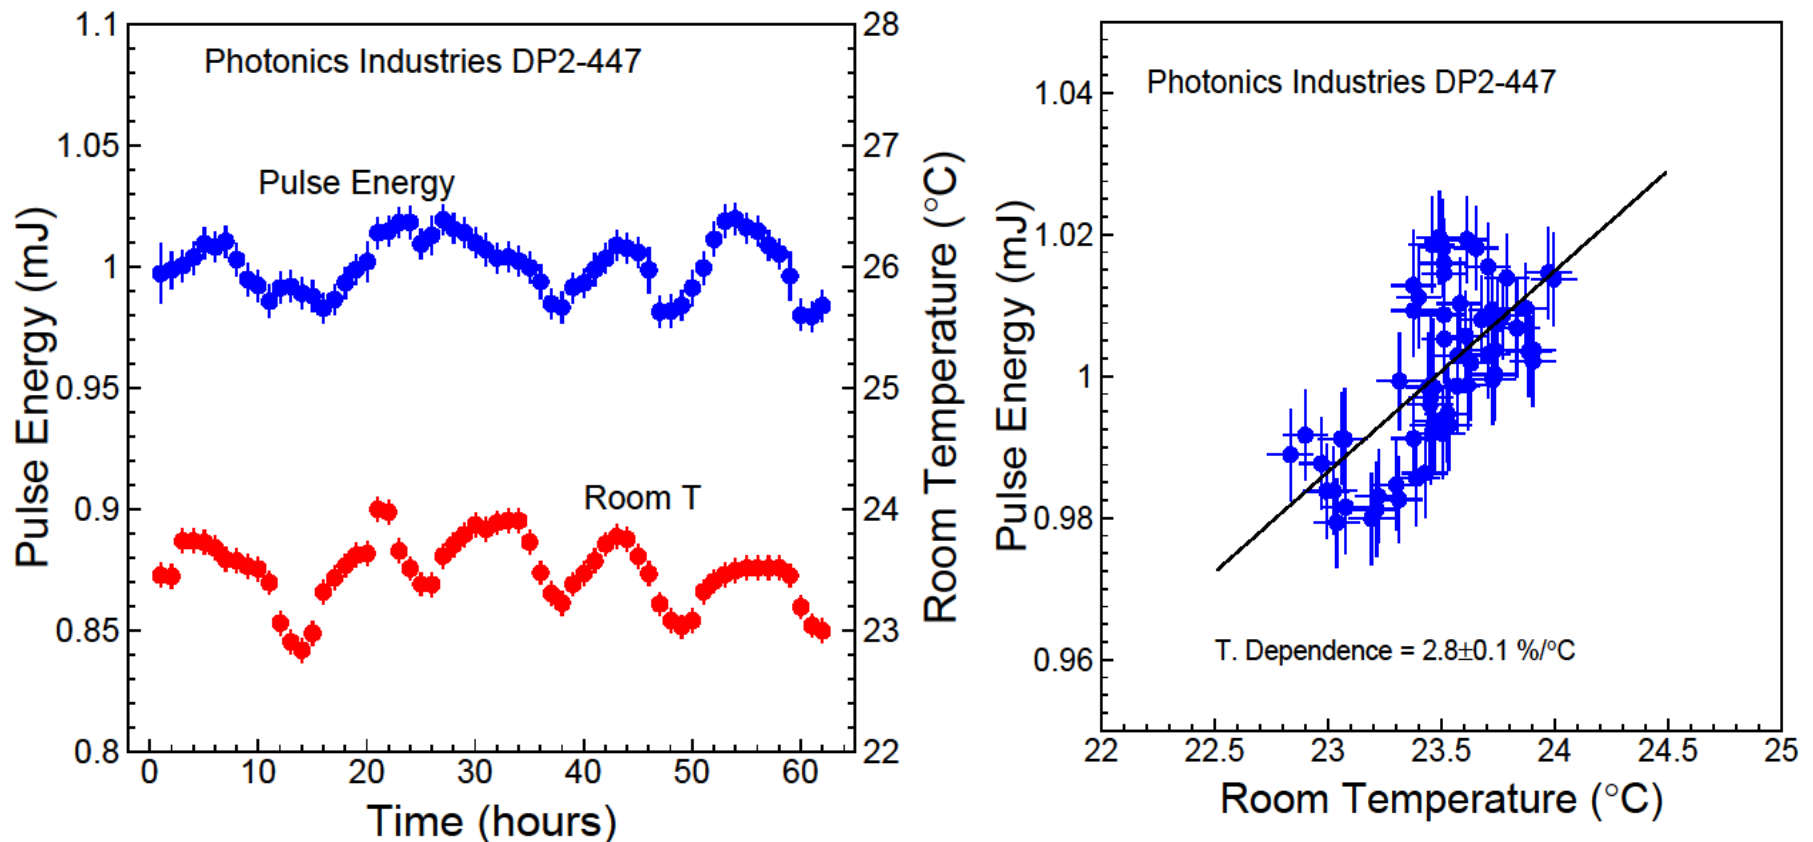 Photonics Industries DP2-447
Pulse Energy
Room T
Pulse Energy (mJ)
1.1
1.05
1
0.95
0.9
0.85
0.8
28
27
26
25
24
23
22
Room Temperature (°C)
0 10 20 30 40 50 60
Time (hours)
Photonics Industries DP2-447
Pulse Energy (mJ)
1.04
1.02
1
0.98
0.96
T. Dependence = 2.8±0.1 %/°C
22 22.5 23 23.5 24 24.5 25
Room Temperature (°C)